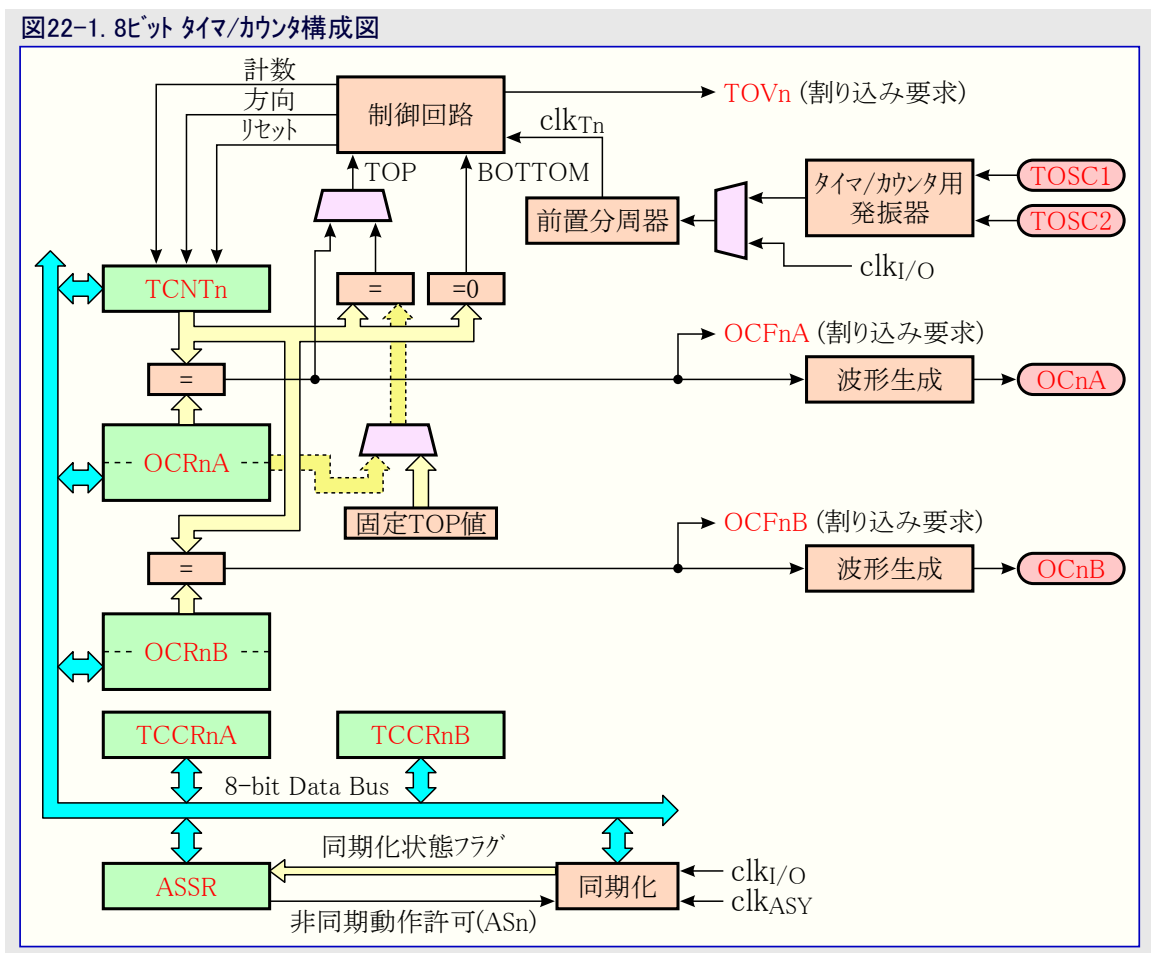 図22-1. 8ビット タイマ/カウンタ構成図
計数
方向
リセット
制御回路
TOVn (割り込み要求)
clkTn
TOP
BOTTOM
前置分周器
タイマ/カウンタ用
発振器
TOSC1
TOSC2
clkI/O
TCNTn
=
=0
OCFnA (割り込み要求)
=
波形生成
OCnA
OCRnA
固定TOP値
OCFnB (割り込み要求)
=
波形生成
OCnB
OCRnB
TCCRnA
TCCRnB
8-bit Data Bus
同期化状態フラグ
ASSR
同期化
clkI/O
clkASY
非同期動作許可(ASn)